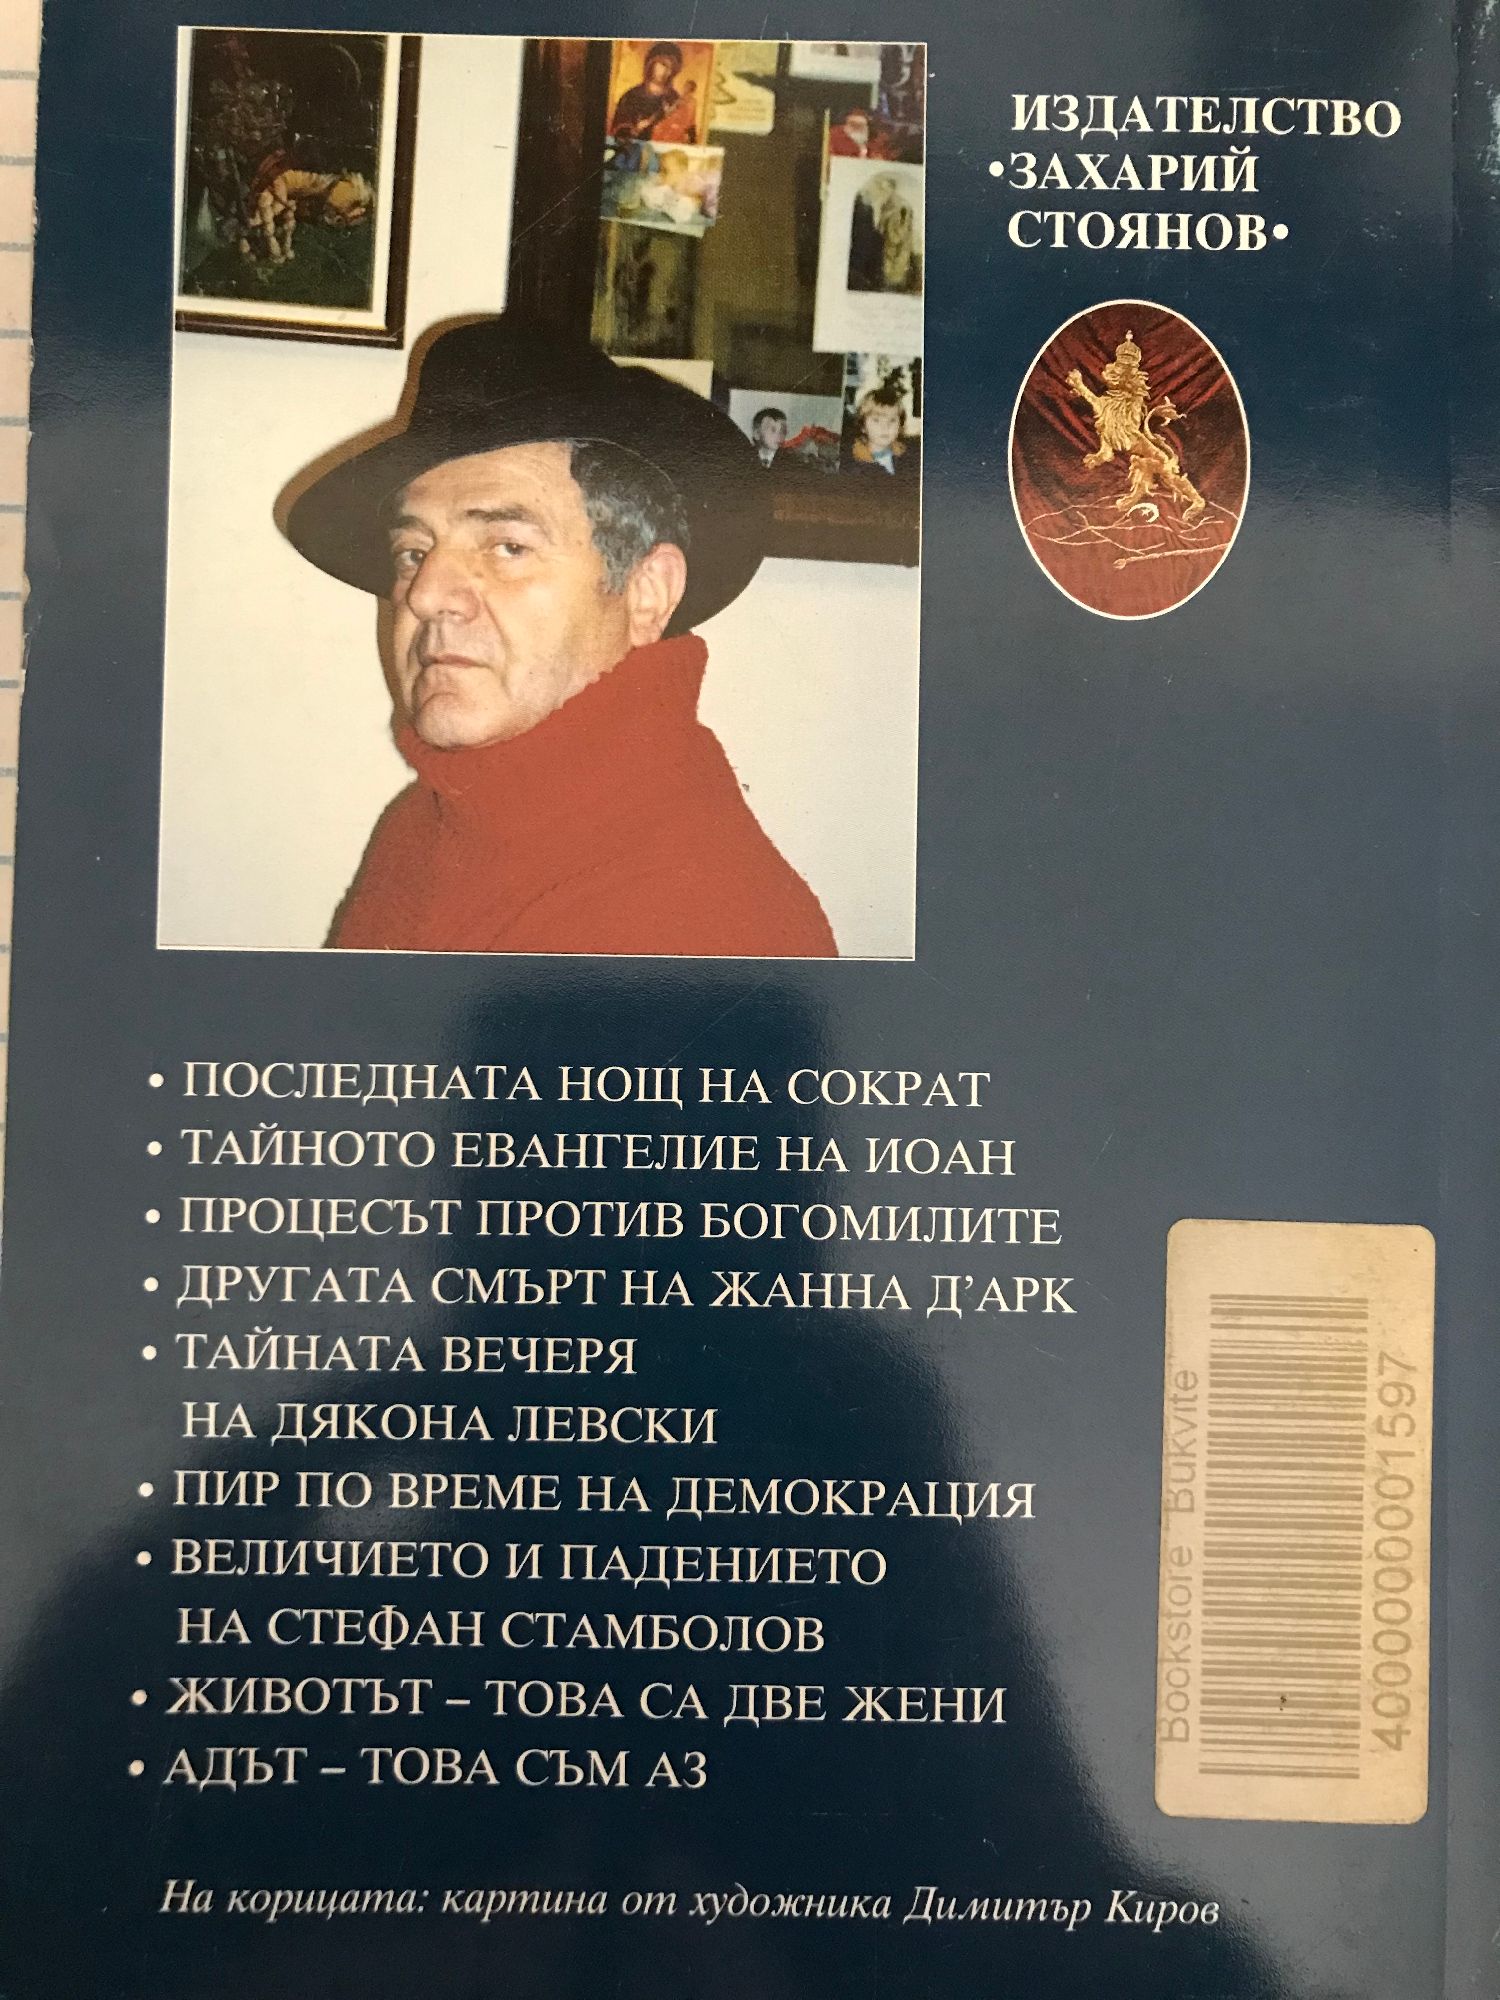 ИЗДАТЕЛСТВО
•ЗАХАРИЙ
СТОЯНОВ•
• ПОСЛЕДНАТА НОЩ НА СОКРАТ
• ТАЙНОТО ЕВАНГЕЛИЕ НА ИОАН
• ПРОЦЕСЪТ ПРОТИВ БОГОМИЛИТЕ
• ДРУГАТА СМЪРТ НА ЖАННА Д’АРК
• ТАЙНАТА ВЕЧЕРЯ
НА ДЯКОНА ЛЕВСКИ
• ПИР ПО ВРЕМЕ НА ДЕМОКРАЦИЯ
• ВЕЛИЧИЕТО И ПАДЕНИЕТО
НА СТЕФАН СТАМБОЛОВ
• ЖИВОТЪТ – ТОВА СА ДВЕ ЖЕНИ
• АДЪТ – ТОВА СЪМ АЗ
Bookstore Bukvite
4000000001597
На корицата: картина от художника Димитър Киров